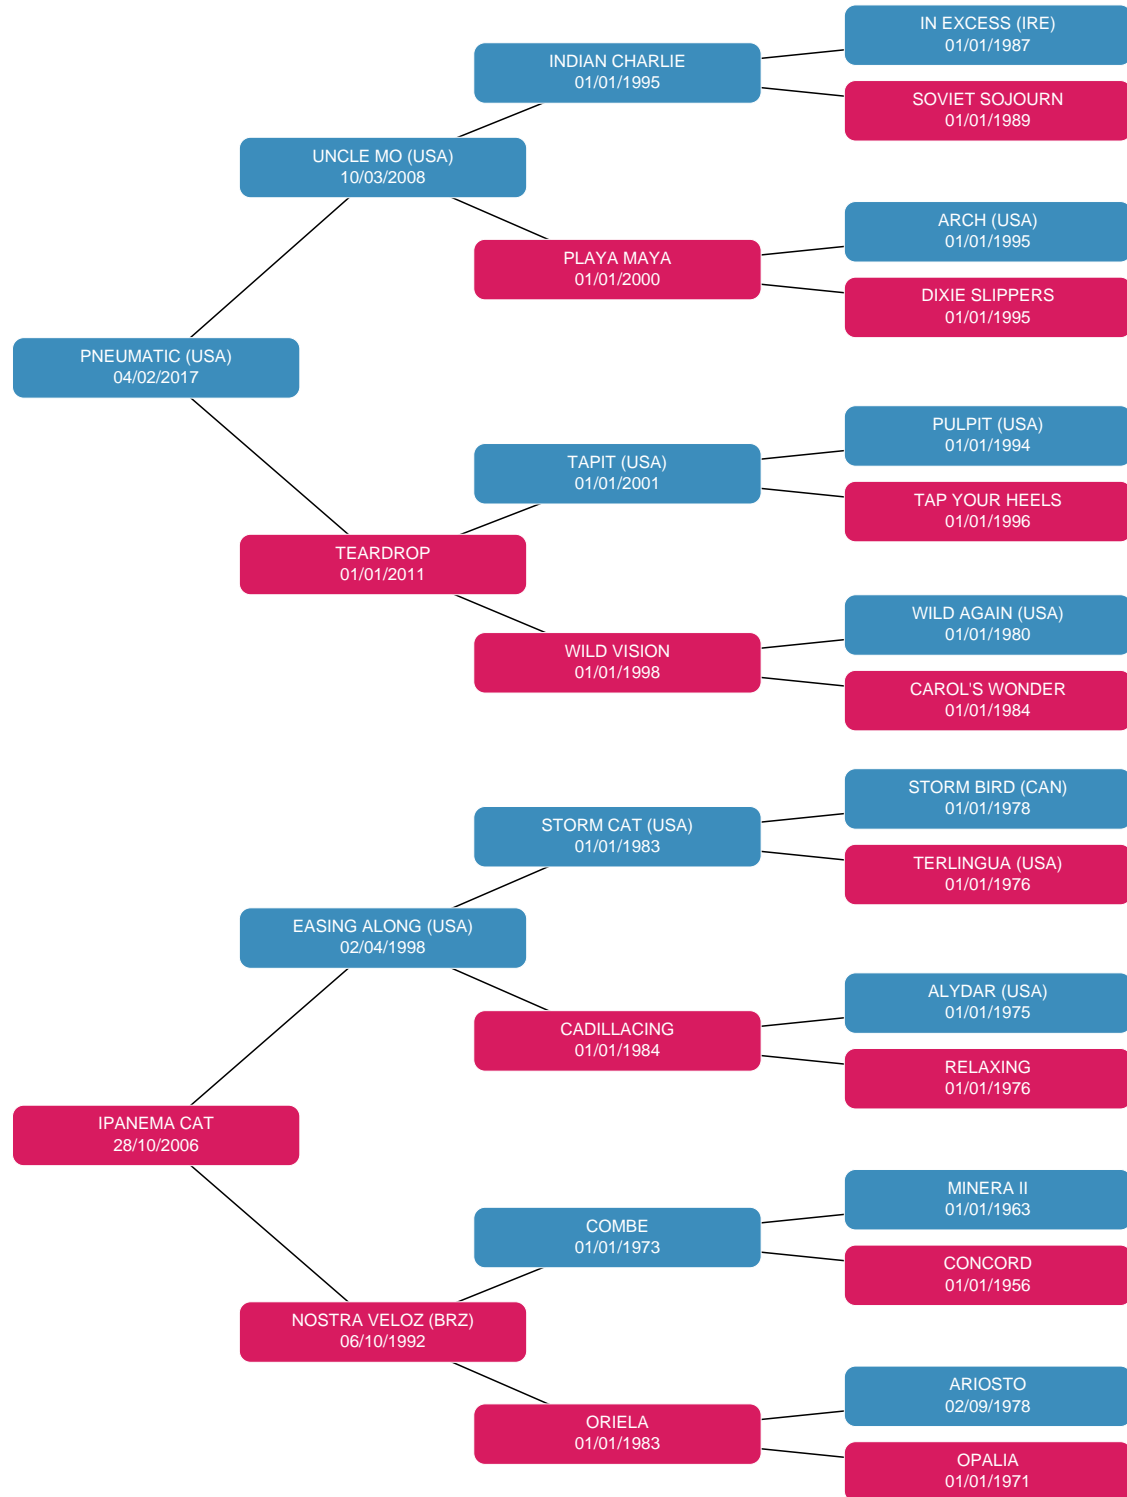 IN EXCESS (IRE)
01/01/1987
INDIAN CHARLIE
01/01/1995
SOVIET SOJOURN
01/01/1989
UNCLE MO (USA)
10/03/2008
ARCH (USA)
01/01/1995
PLAYA MAYA
01/01/2000
DIXIE SLIPPERS
01/01/1995
PNEUMATIC (USA)
04/02/2017
PULPIT (USA)
01/01/1994
TAPIT (USA)
01/01/2001
TAP YOUR HEELS
01/01/1996
TEARDROP
01/01/2011
WILD AGAIN (USA)
01/01/1980
WILD VISION
01/01/1998
CAROL'S WONDER
01/01/1984
STORM BIRD (CAN)
01/01/1978
STORM CAT (USA)
01/01/1983
TERLINGUA (USA)
01/01/1976
EASING ALONG (USA)
02/04/1998
ALYDAR (USA)
01/01/1975
CADILLACING
01/01/1984
RELAXING
01/01/1976
IPANEMA CAT
28/10/2006
MINERA II
01/01/1963
COMBE
01/01/1973
CONCORD
01/01/1956
NOSTRA VELOZ (BRZ)
06/10/1992
ARIOSTO
02/09/1978
ORIELA
01/01/1983
OPALIA
01/01/1971